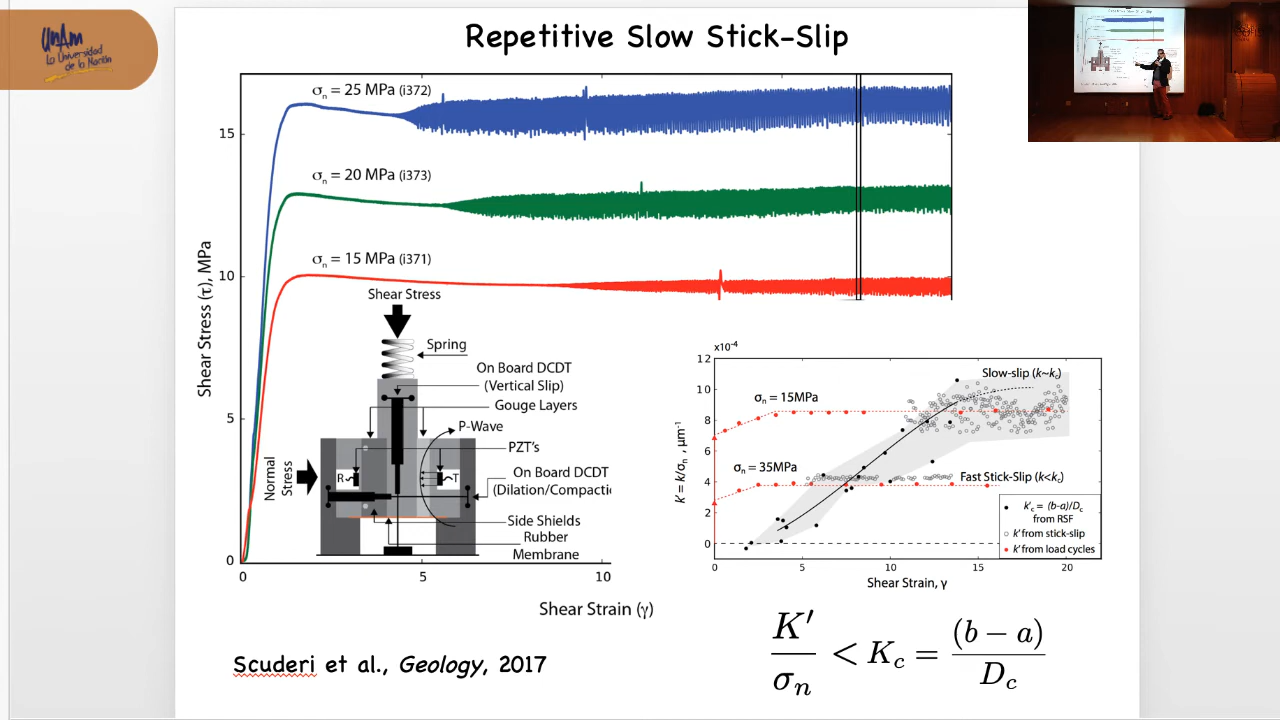 UnAm
La Universidad
de la Nación
Repetitive Slow Stick-Slip
σn = 25 MPa (i372)
σn = 20 MPa (i373)
σn = 15 MPa (i371)
Shear Stress (τ), MPa
15
10
5
0
0
5
10
Shear Strain (γ)
Shear Stress
Spring
On Board DCDT
(Vertical Slip)
Gouge Layers
P-Wave
PZT's
R
T
Normal
Stress
On Board DCDT
(Dilation/Compactic
Side Shields
Rubber
Membrane
x10⁻⁴
12
10
8
6
4
2
0
K' = k/σn , μm⁻¹
σn = 15MPa
σn = 35MPa
Slow-slip (k~kc)
Fast Stick-Slip (k<kc)
k'c = (b-a)/Dc
from RSF
k' from stick-slip
k' from load cycles
0
5
10
15
20
Shear Strain, γ
K'/σn < Kc = (b − a)/Dc
Scuderi et al., Geology, 2017